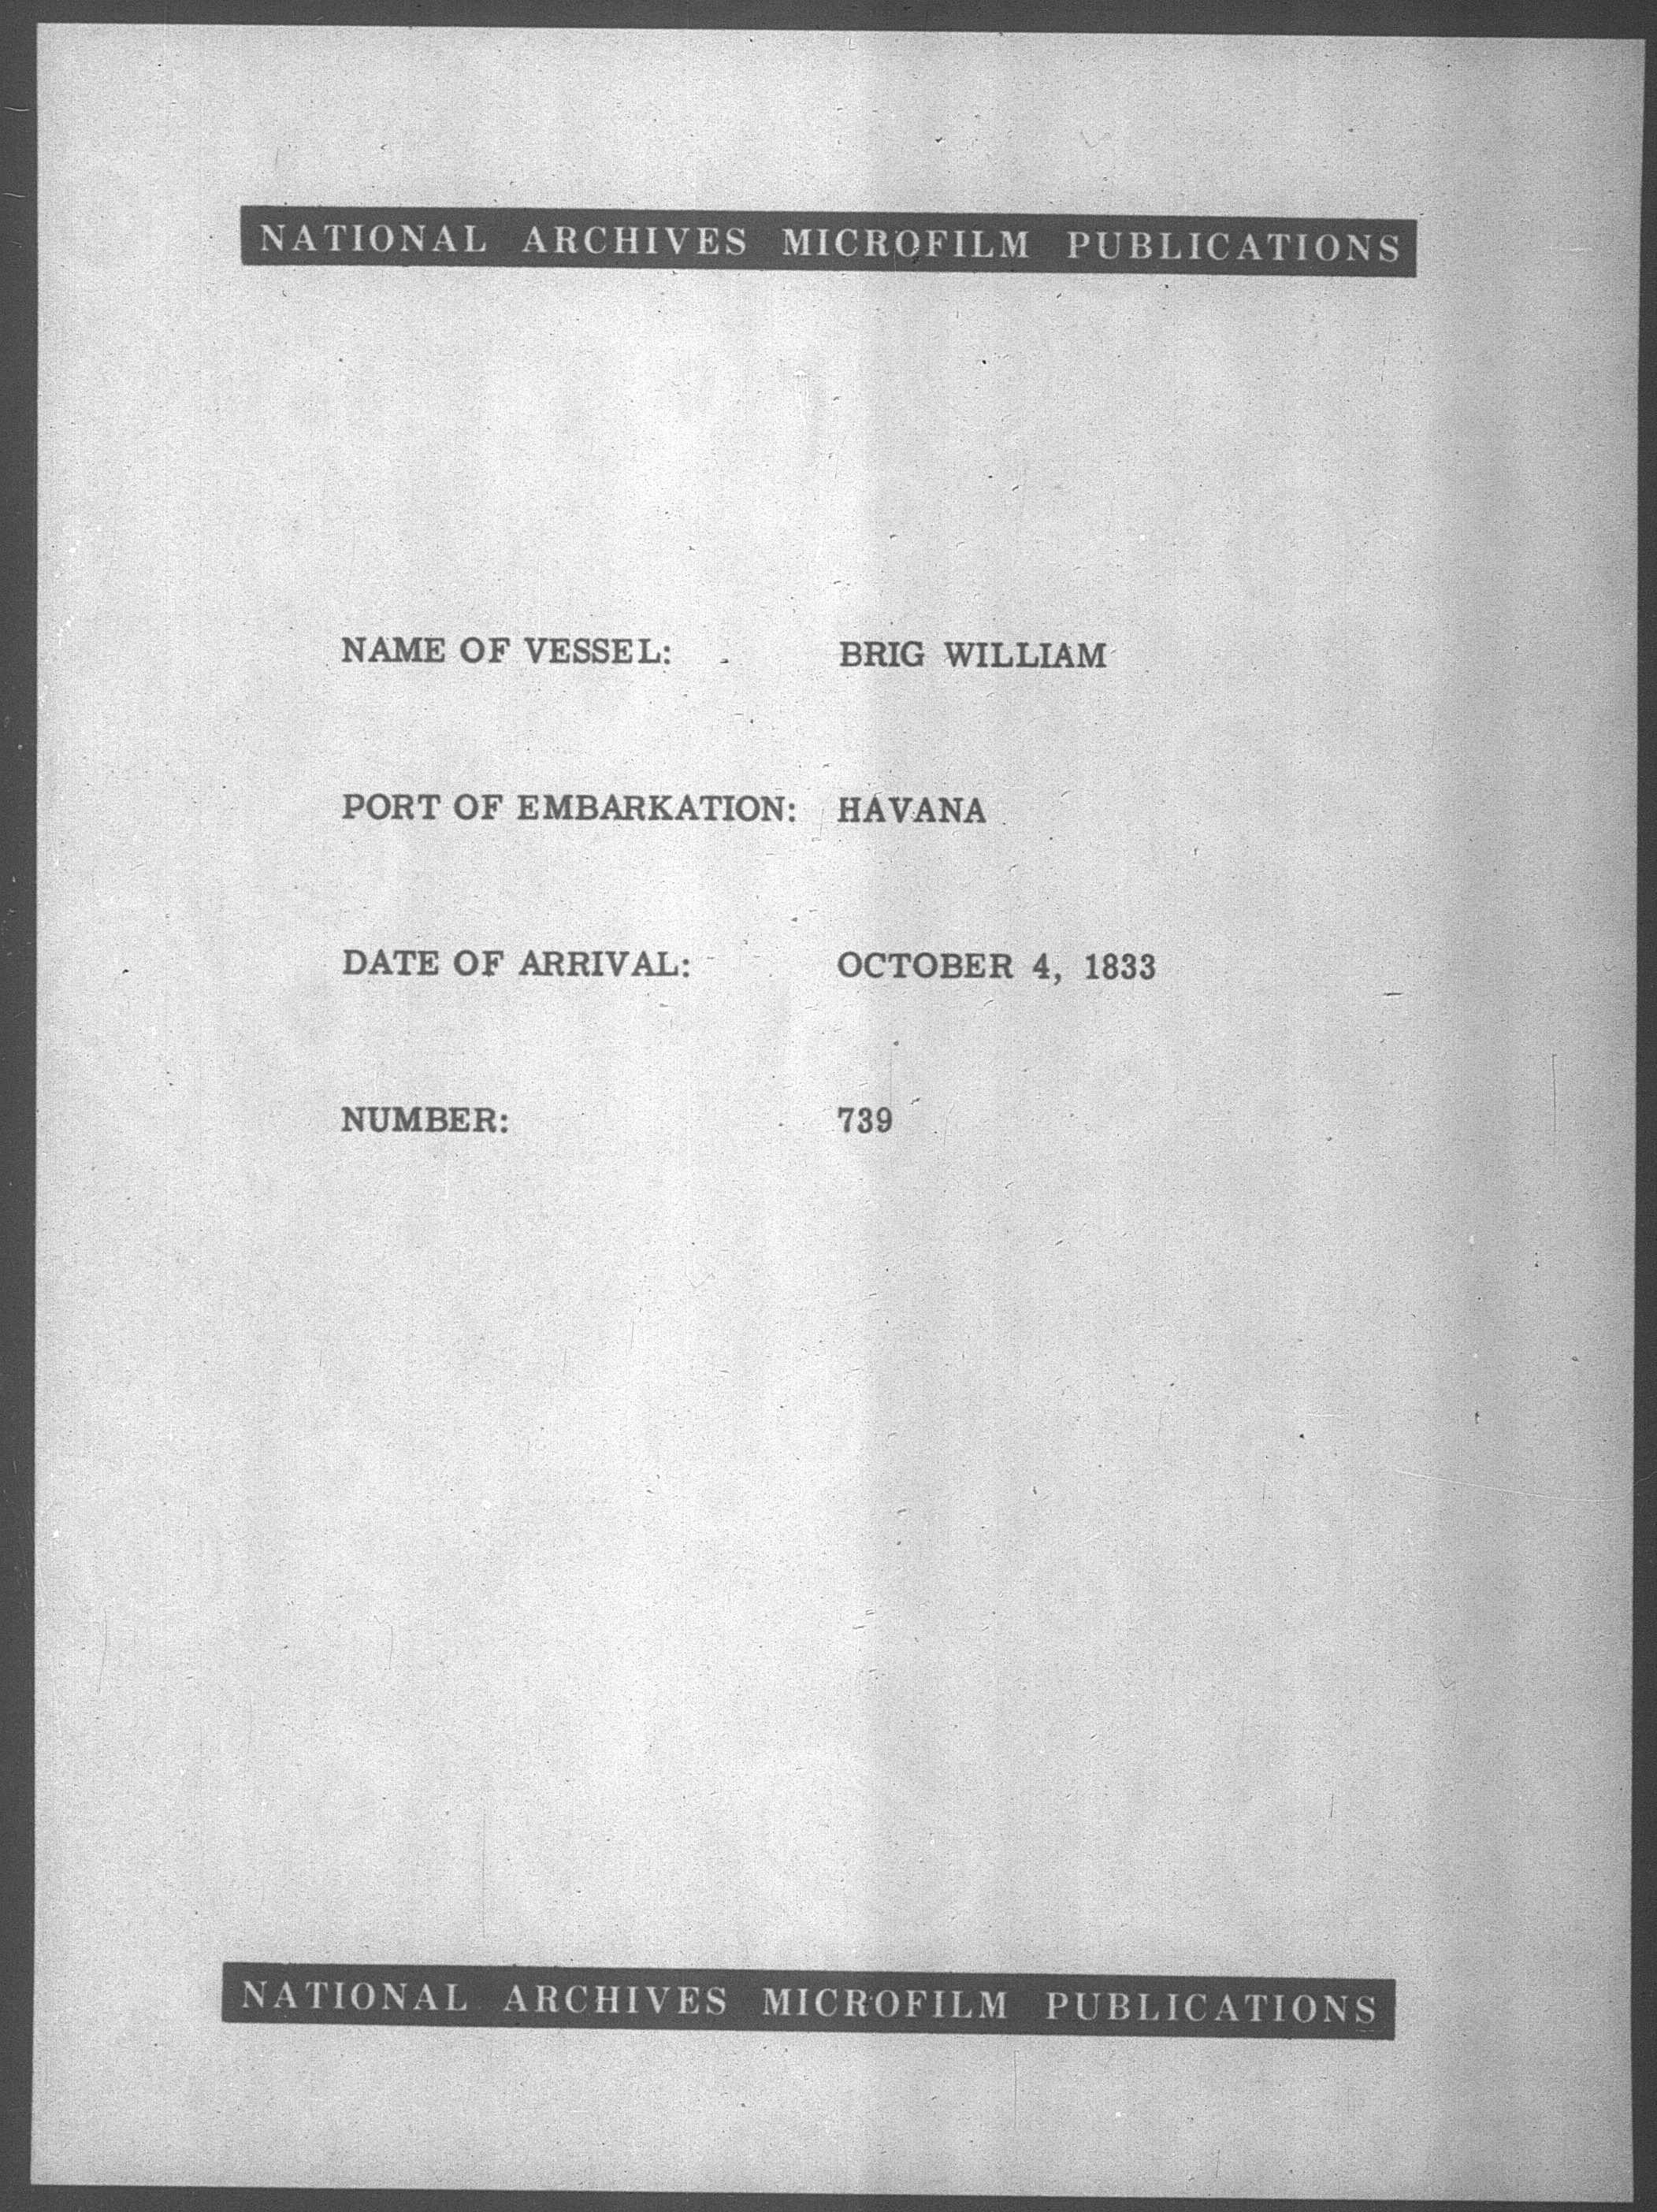 NATIONAL ARCHIVES MICROFILM PUBLICATIONS
NAME OF VESSEL: BRIG WILLIAM
PORT OF EMBARKATION: HAVANA
DATE OF ARRIVAL: OCTOBER 4, 1833
NUMBER: 739
NATIONAL ARCHIVES MICROFILM PUBLICATIONS